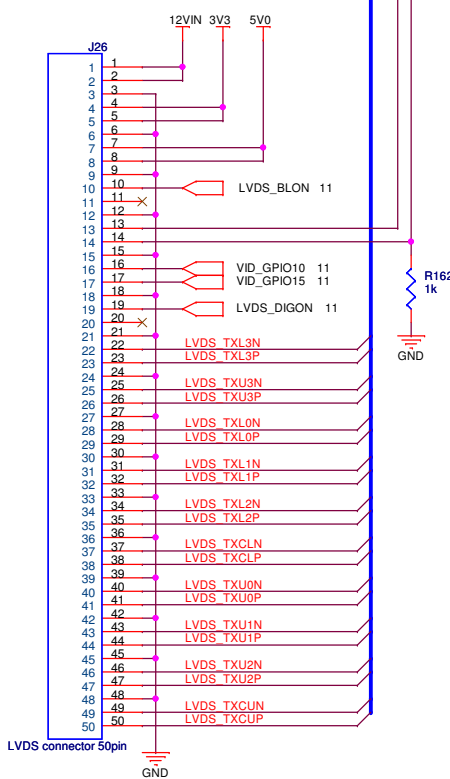 12VIN 3V3 5V0
J26
1 1
2 2
3 3
4 4
5 5
6 6
7 7
8 8
9 9
10 10 LVDS_BLON 11
11 11
12 12
13 13
14 14
15 15
16 16 VID_GPIO10 11
17 17 VID_GPIO15 11
18 18
19 19 LVDS_DIGON 11
20 20
21 21
22 22 LVDS_TXL3N
23 23 LVDS_TXL3P
24 24
25 25 LVDS_TXU3N
26 26 LVDS_TXU3P
27 27
28 28 LVDS_TXL0N
29 29 LVDS_TXL0P
30 30
31 31 LVDS_TXL1N
32 32 LVDS_TXL1P
33 33
34 34 LVDS_TXL2N
35 35 LVDS_TXL2P
36 36
37 37 LVDS_TXCLN
38 38 LVDS_TXCLP
39 39
40 40 LVDS_TXU0N
41 41 LVDS_TXU0P
42 42
43 43 LVDS_TXU1N
44 44 LVDS_TXU1P
45 45
46 46 LVDS_TXU2N
47 47 LVDS_TXU2P
48 48
49 49 LVDS_TXCUN
50 50 LVDS_TXCUP
LVDS connector 50pin
GND
R162
1k
GND